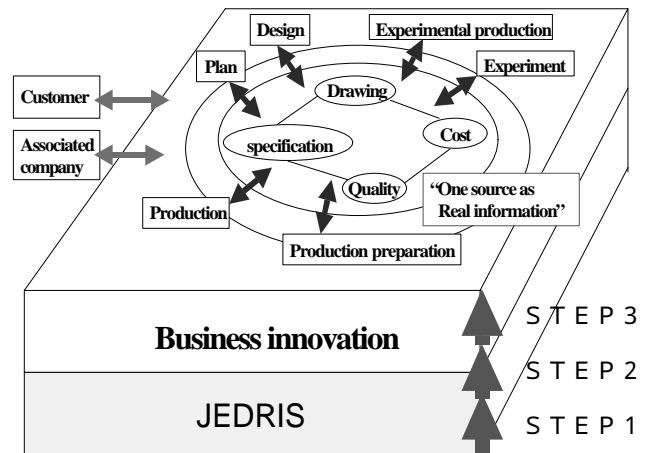 Design
Experimental production
Plan
Experiment
Customer
Drawing
Associated
company
specification
Cost
Quality
“One source as
Real information”
Production
Production preparation
Business innovation
STEP3
STEP2
JEDRIS
STEP1